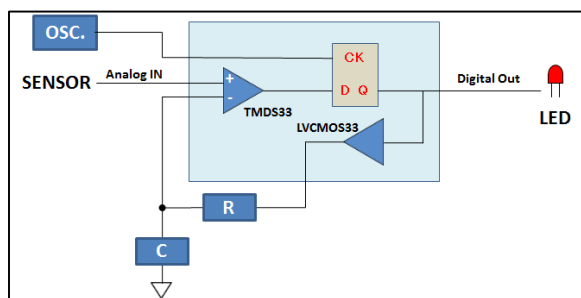 OSC.
CK
SENSOR
Analog IN
+
-
D Q
Digital Out
TMDS33
LVCMOS33
LED
R
C